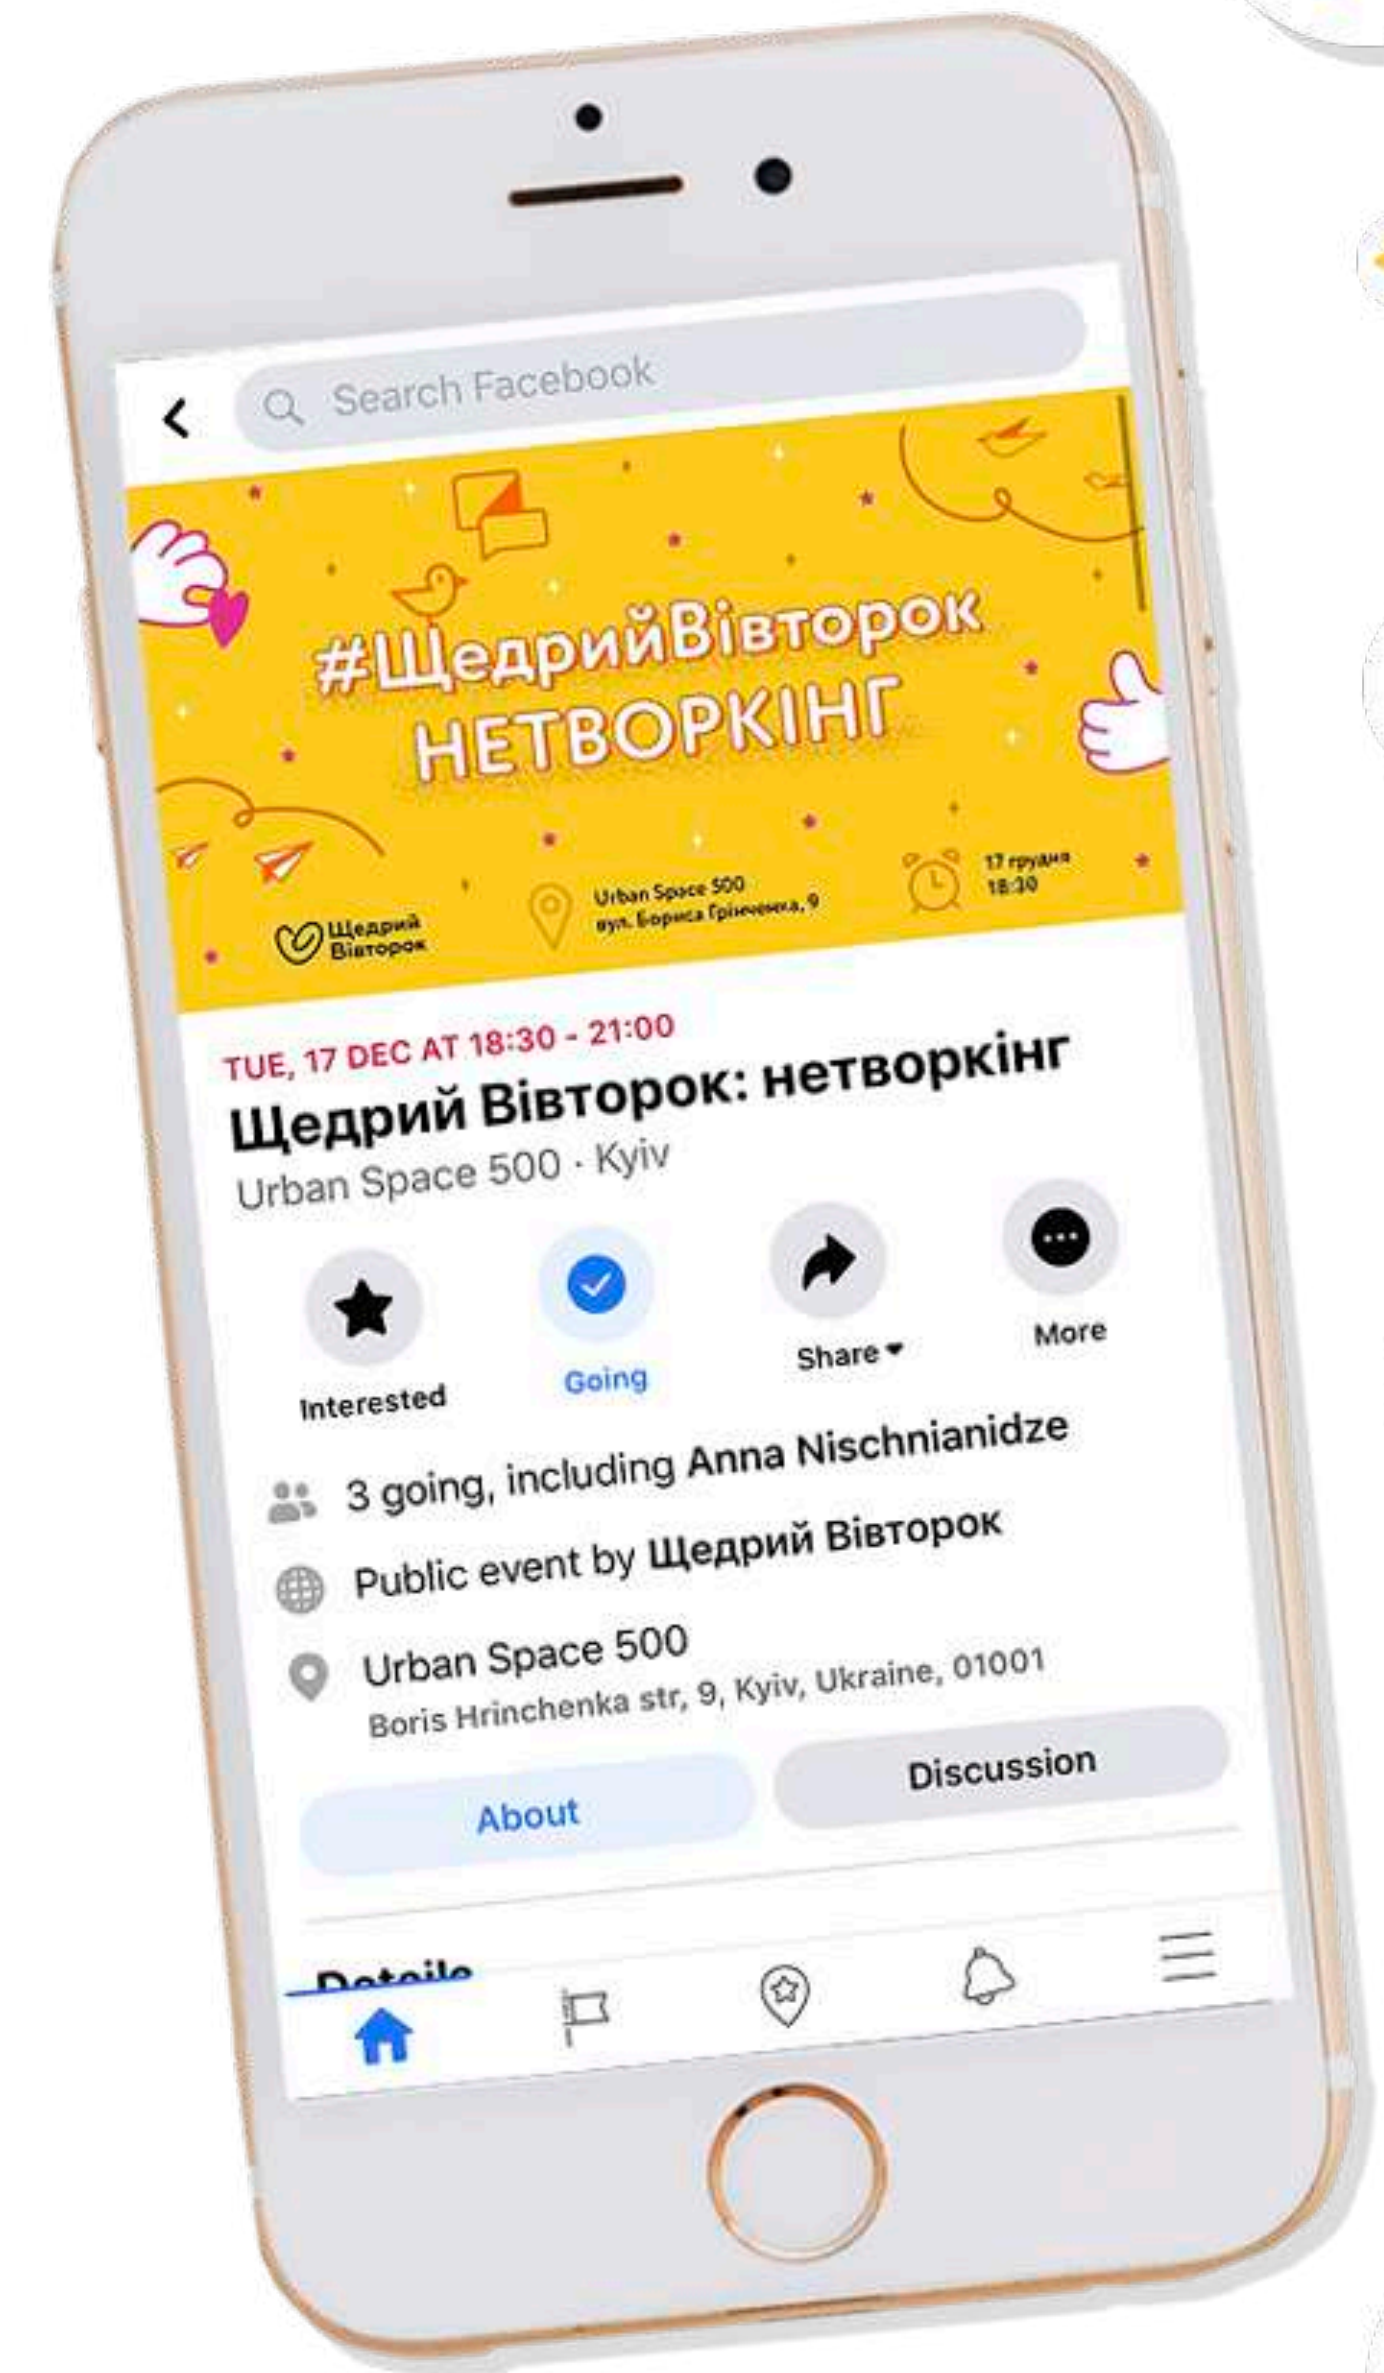 Search Facebook
#ЩедрийВівторок
НЕТВОРКІНГ
Щедрий
Вівторок
Urban Space 500
вул. Бориса Грінченка, 9
17 грудня
18:30
TUE, 17 DEC AT 18:30 - 21:00
Щедрий Вівторок: нетворкінг
Urban Space 500 · Kyiv
Interested
Going
Share
More
3 going, including Anna Nischnianidze
Public event by Щедрий Вівторок
Urban Space 500
Boris Hrinchenka str, 9, Kyiv, Ukraine, 01001
About
Discussion
Details